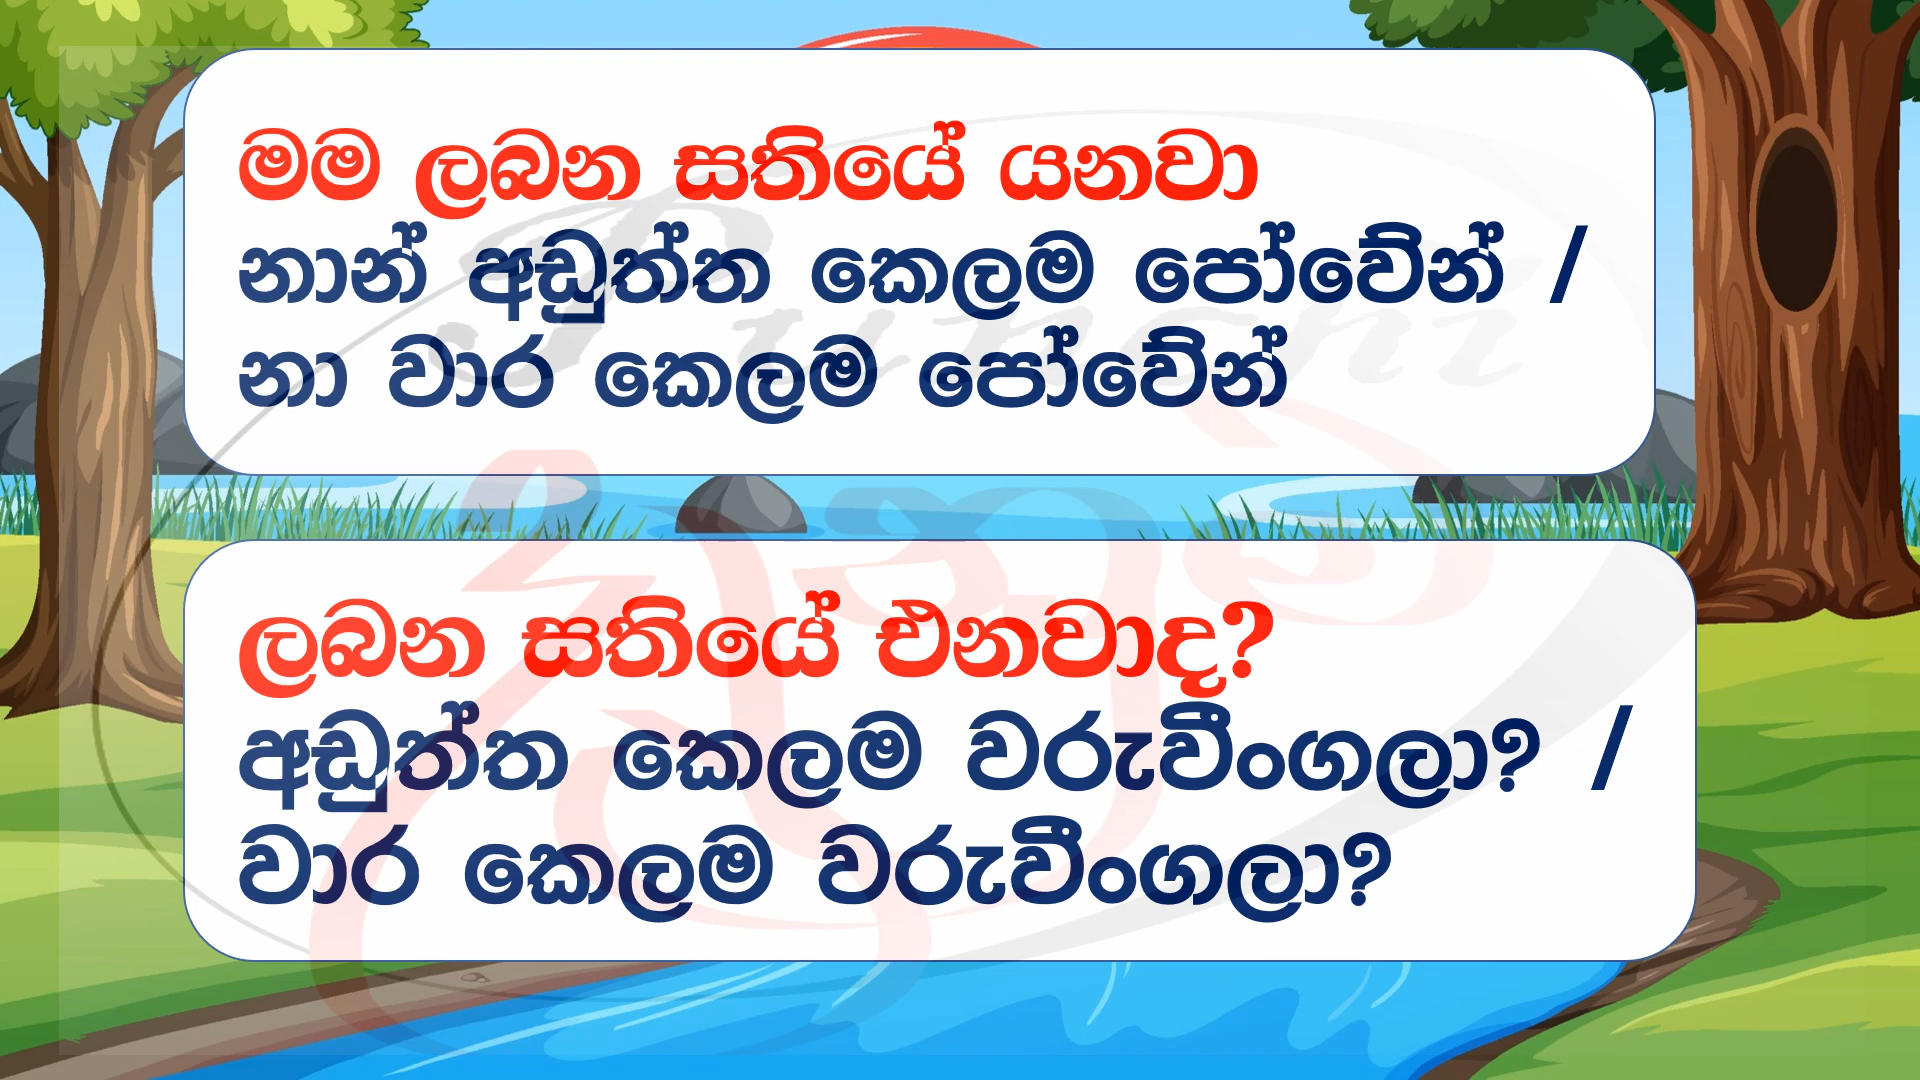 මම ලබන සතියේ යනවා
නාන් අඩුත්ත කෙලම පෝවේන් /
නා වාර කෙලම පෝවේන්
ලබන සතියේ එනවාද?
අඩුත්ත කෙලම වරුවීංගලා? /
වාර කෙලම වරුවීංගලා?